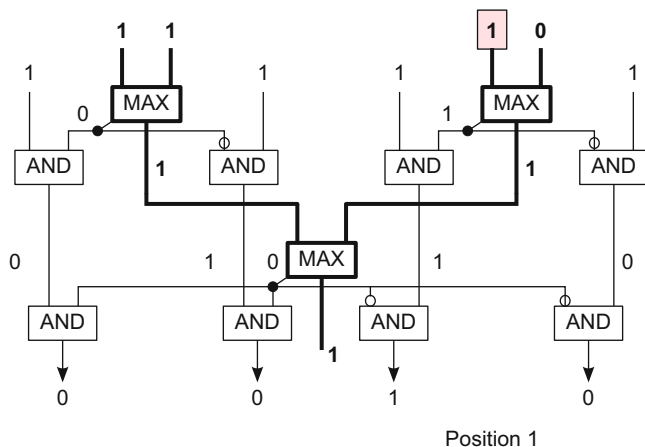 1 1 1 0
1 1 1 1
MAX MAX
0 1
AND AND AND AND
1 1
MAX
0 1 0 1 0
AND AND AND AND
1
0 0 1 0
Position 1